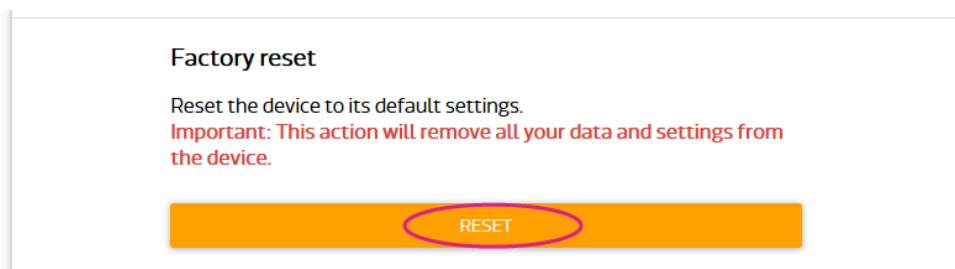 Factory reset
Reset the device to its default settings.
Important: This action will remove all your data and settings from
the device.
RESET